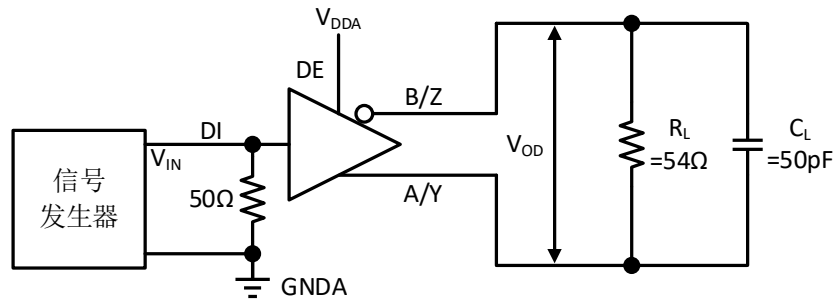 VDDA
DE
B/Z
DI
VIN
信号
发生器
50Ω
A/Y
GNDA
VOD
RL
=54Ω
CL
=50pF